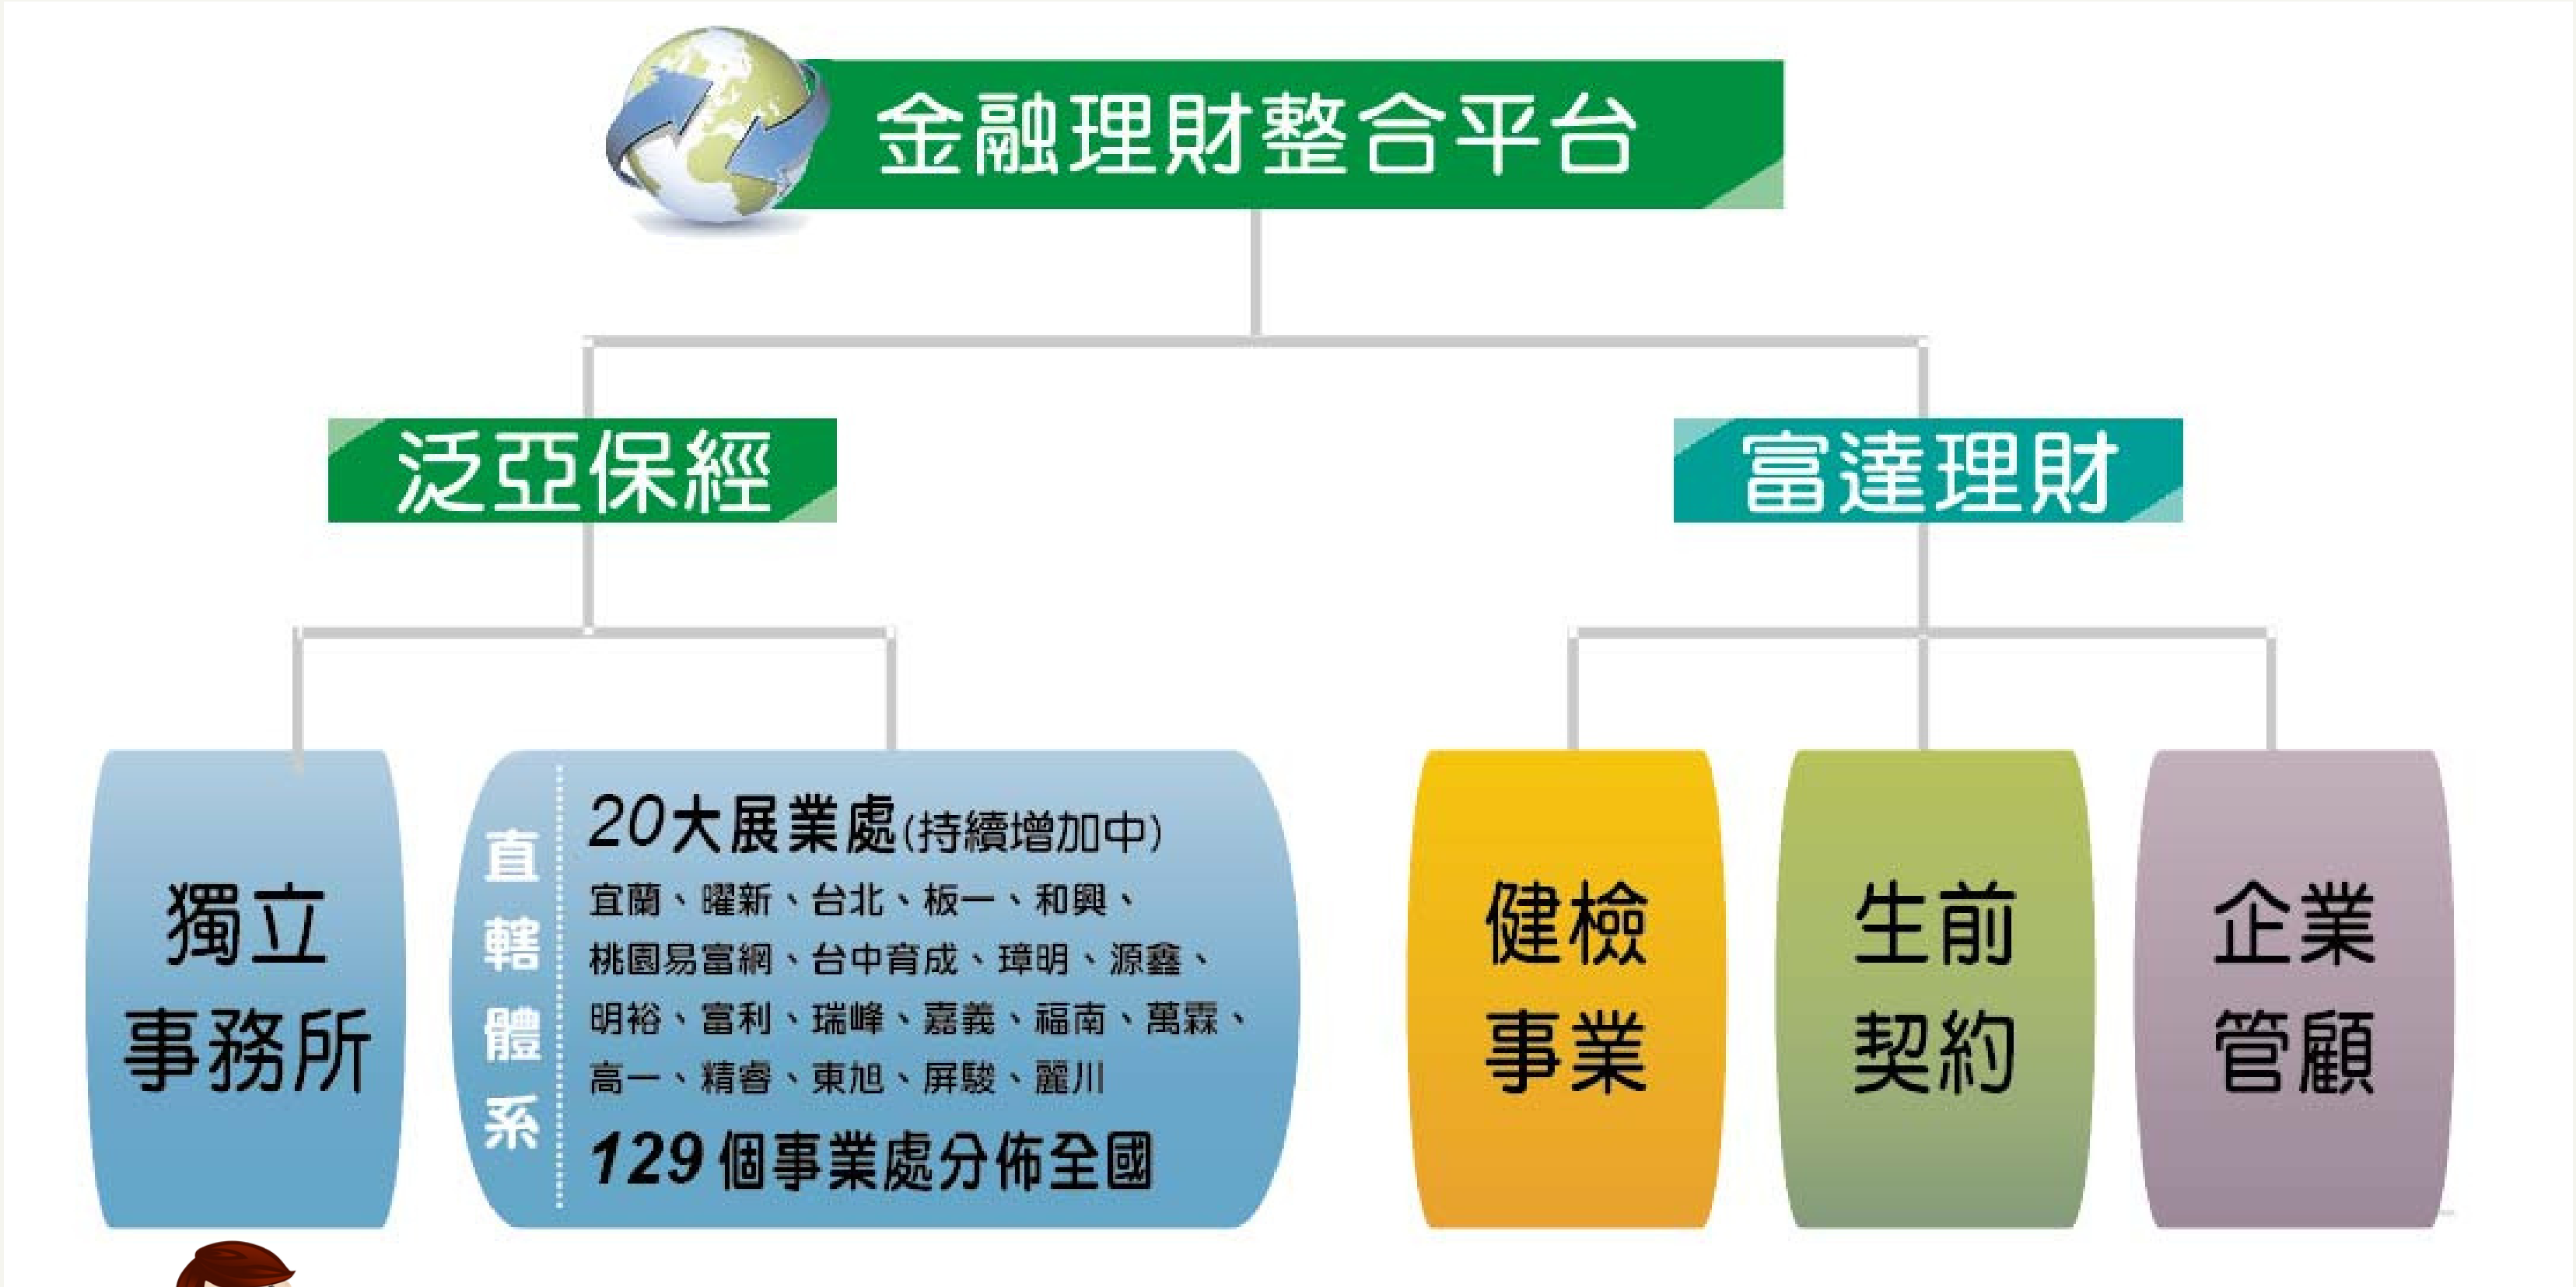 金融理財整合平台
泛亞保經
富達理財
獨立
事務所
直轄體系
20大展業處(持續增加中)
宜蘭、曜新、台北、板一、和興、
桃園易富網、台中育成、璋明、源鑫、
明裕、富利、瑞峰、嘉義、福南、萬霖、
高一、精睿、東旭、屏駿、麗川
129個事業處分佈全國
健檢
事業
生前
契約
企業
管顧